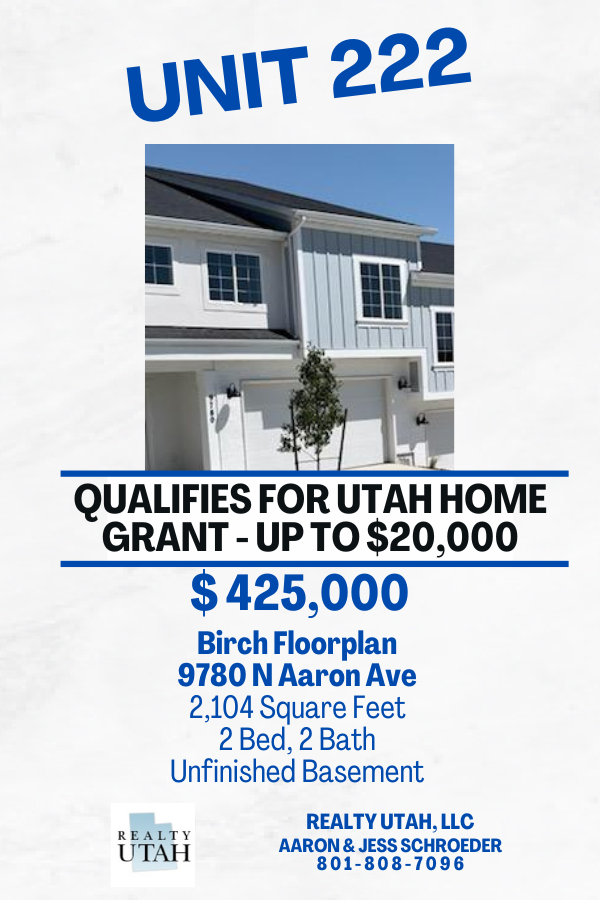 UNIT 222
9780
QUALIFIES FOR UTAH HOME
GRANT - UP TO $20,000
$ 425,000
Birch Floorplan
9780 N Aaron Ave
2,104 Square Feet
2 Bed, 2 Bath
Unfinished Basement
REALTY
UTAH
REALTY UTAH, LLC
AARON & JESS SCHROEDER
801-808-7096